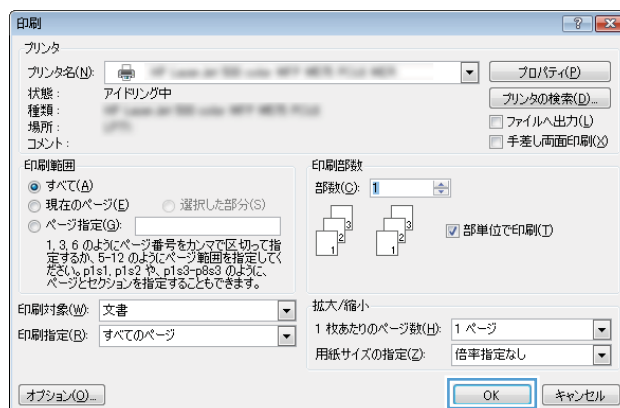 印刷
プリンタ
プリンタ名(N):
プロパティ(P)
状態: アイドリング中
プリンタの検索(D)...
種類:
場所:
ファイルへ出力(L)
コメント:
手差し両面印刷(X)
印刷範囲
すべて(A)
現在のページ(E) 選択した部分(S)
ページ指定(G):
1, 3, 6 のようにページ番号をカンマで区切って指
定するか、5-12 のようにページ範囲を指定してく
ださい。p1s1, p1s2 や、p1s3-p8s3 のように、
ページとセクションを指定することもできます。
印刷部数
部数(C): 1
1 2 3 1 2 3
部単位で印刷(T)
印刷対象(W): 文書
印刷指定(R): すべてのページ
拡大/縮小
1 枚あたりのページ数(H): 1 ページ
用紙サイズの指定(Z): 倍率指定なし
オプション(O)... OK キャンセル